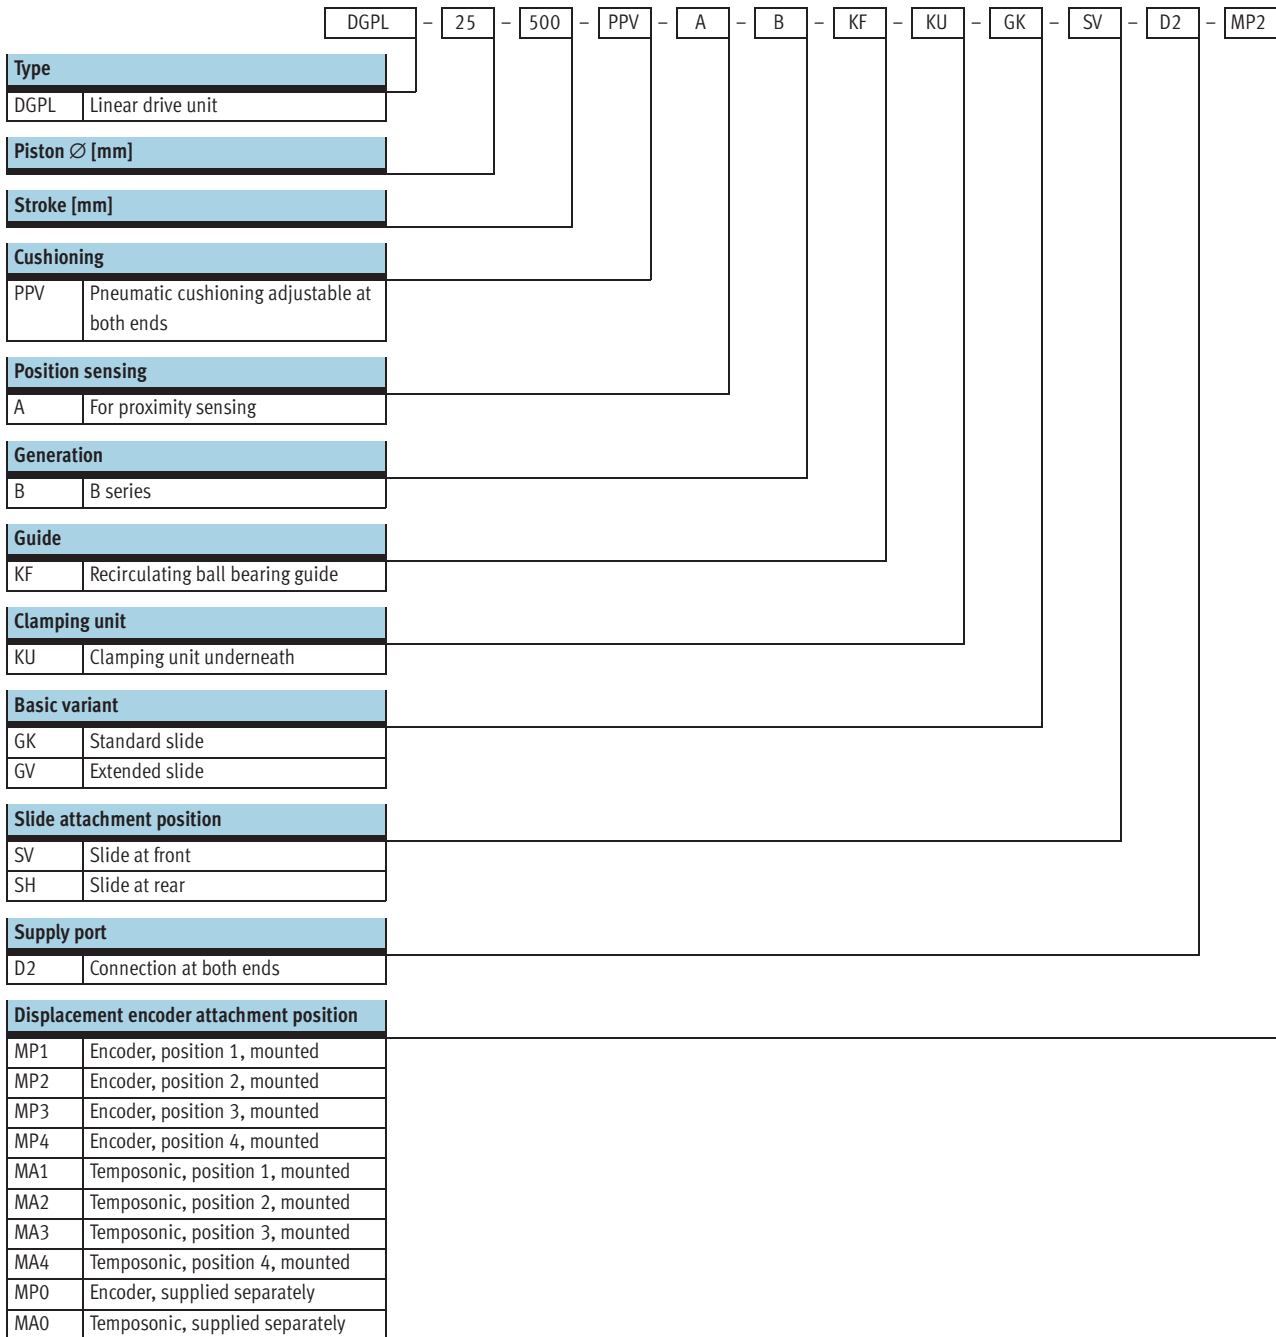 DGPL – 25 – 500 – PPV – A – B – KF – KU – GK – SV – D2 – MP2
Type
DGPL Linear drive unit
Piston ∅ [mm]
Stroke [mm]
Cushioning
PPV Pneumatic cushioning adjustable at
both ends
Position sensing
A For proximity sensing
Generation
B B series
Guide
KF Recirculating ball bearing guide
Clamping unit
KU Clamping unit underneath
Basic variant
GK Standard slide
GV Extended slide
Slide attachment position
SV Slide at front
SH Slide at rear
Supply port
D2 Connection at both ends
Displacement encoder attachment position
MP1 Encoder, position 1, mounted
MP2 Encoder, position 2, mounted
MP3 Encoder, position 3, mounted
MP4 Encoder, position 4, mounted
MA1 Temposonic, position 1, mounted
MA2 Temposonic, position 2, mounted
MA3 Temposonic, position 3, mounted
MA4 Temposonic, position 4, mounted
MP0 Encoder, supplied separately
MA0 Temposonic, supplied separately